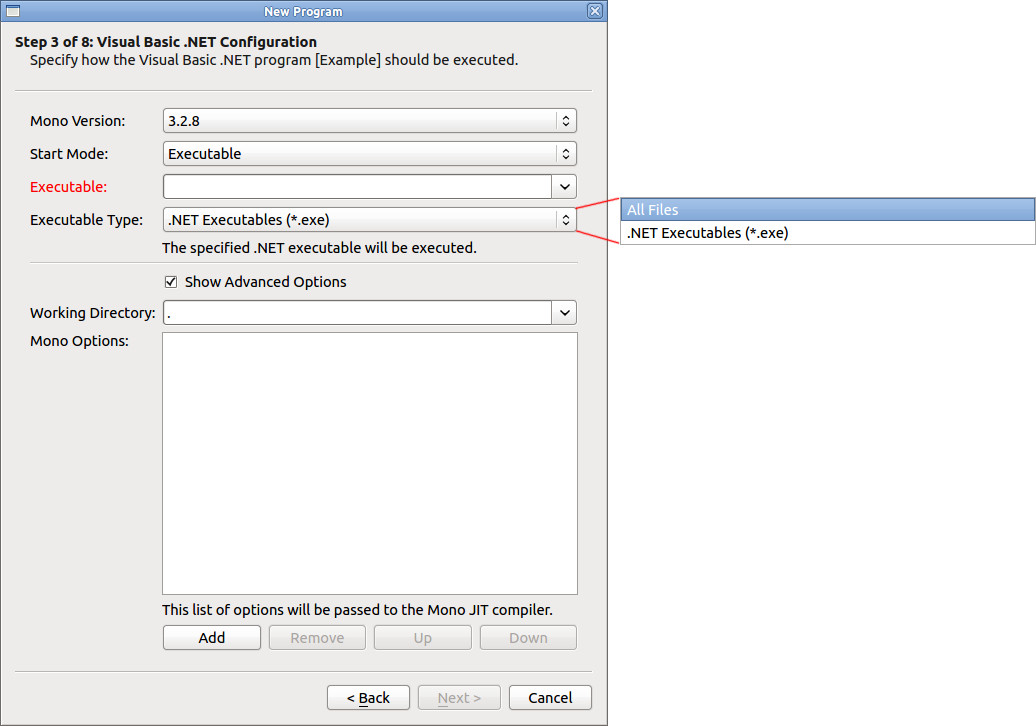 New Program
Step 3 of 8: Visual Basic .NET Configuration
Specify how the Visual Basic .NET program [Example] should be executed.
Mono Version: 3.2.8
Start Mode: Executable
Executable:
Executable Type: .NET Executables (*.exe)
All Files
.NET Executables (*.exe)
The specified .NET executable will be executed.
Show Advanced Options
Working Directory: .
Mono Options:
This list of options will be passed to the Mono JIT compiler.
Add Remove Up Down
< Back Next > Cancel